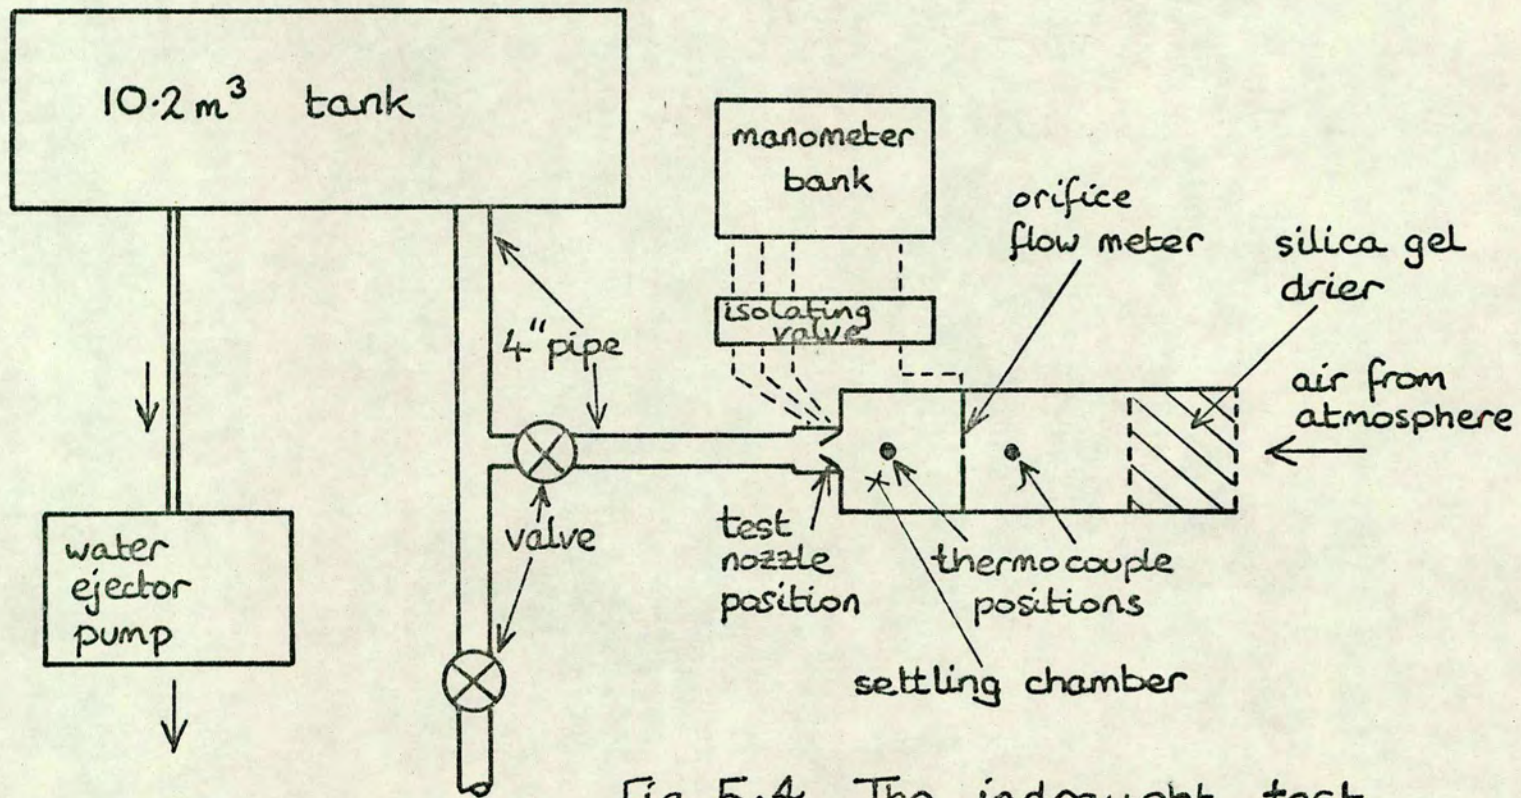 10.2 m³ tank
manometer
bank
orifice
flow meter
silica gel
drier
isolating
valve
4" pipe
air from
atmosphere
water
ejector
pump
valve
test
nozzle
position
thermocouple
positions
settling chamber
Fig 5.4 The indraught test